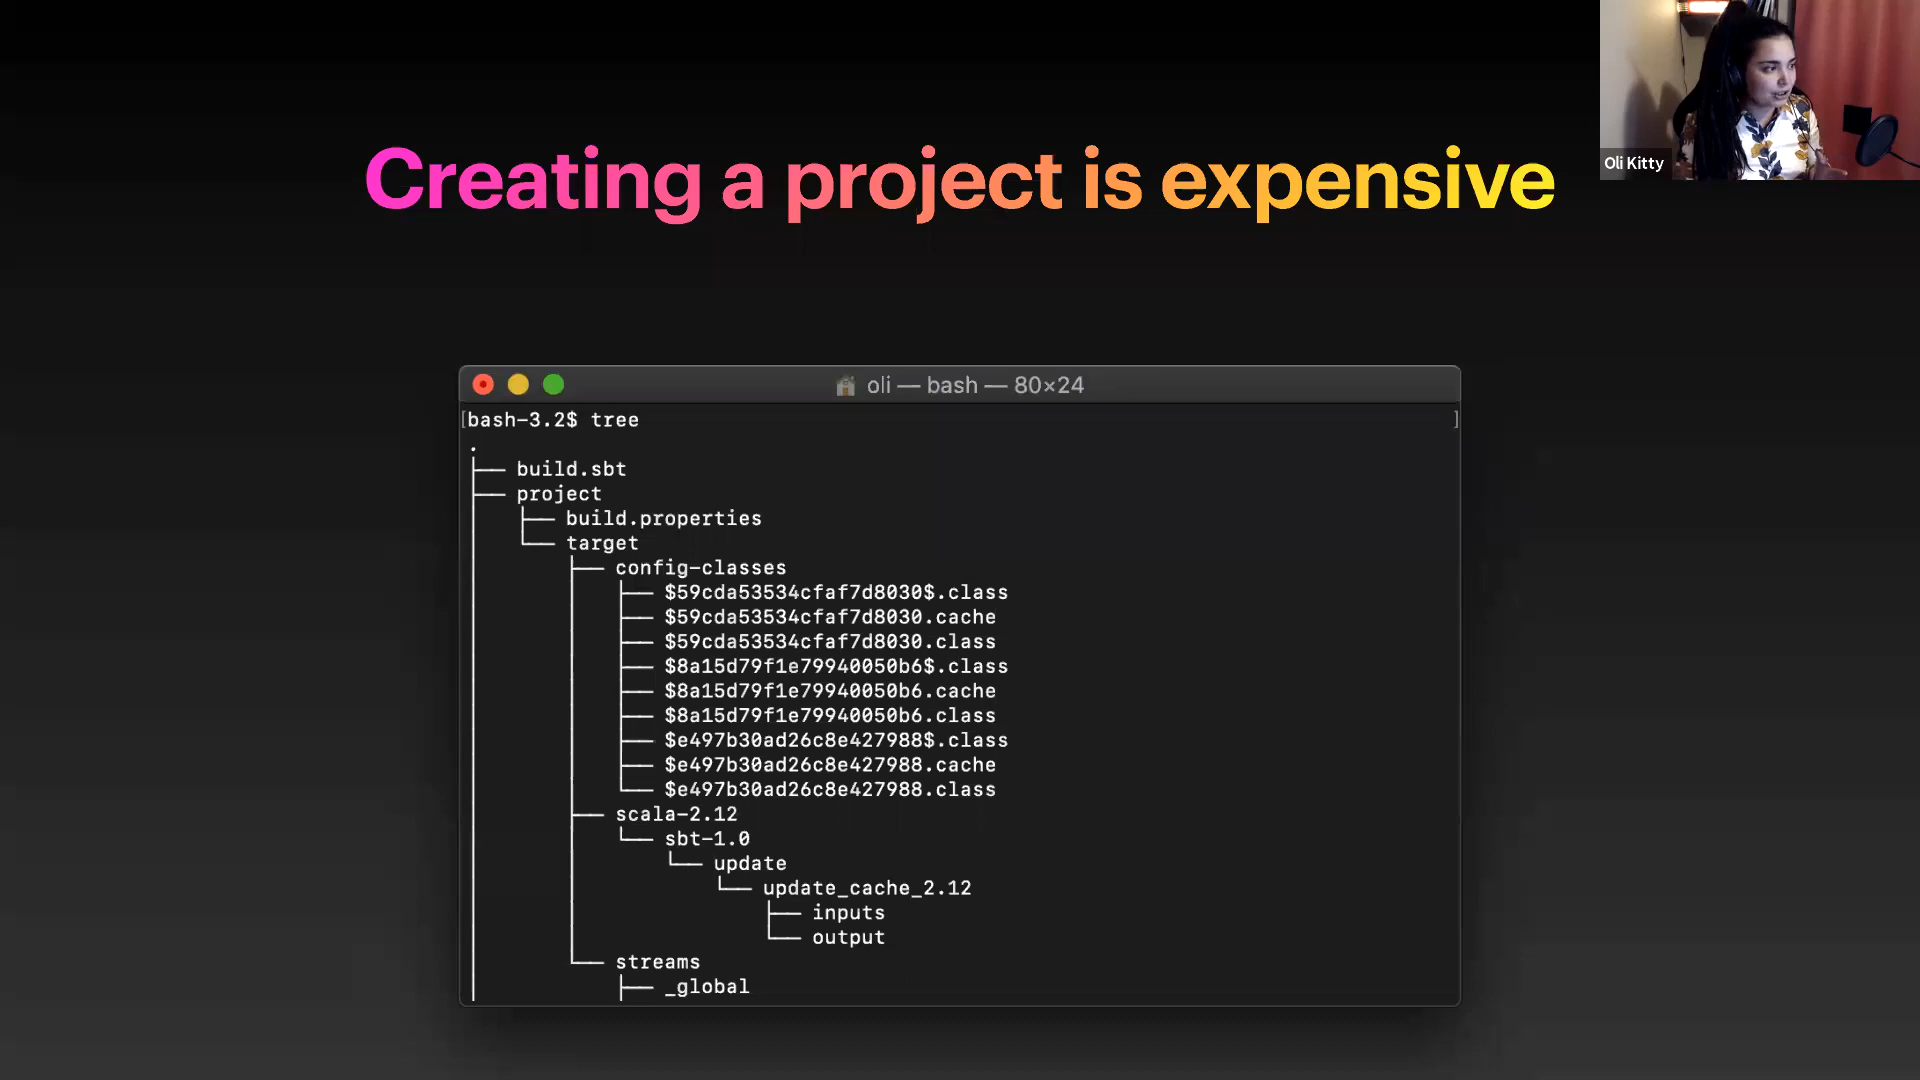 Creating a project is expensive
Oli Kitty
oli — bash — 80×24
[bash-3.2$ tree ]
.
├── build.sbt
├── project
│   ├── build.properties
│   └── target
│       ├── config-classes
│       │   ├── $59cda53534cfaf7d8030$.class
│       │   ├── $59cda53534cfaf7d8030.cache
│       │   ├── $59cda53534cfaf7d8030.class
│       │   ├── $8a15d79f1e79940050b6$.class
│       │   ├── $8a15d79f1e79940050b6.cache
│       │   ├── $8a15d79f1e79940050b6.class
│       │   ├── $e497b30ad26c8e427988$.class
│       │   ├── $e497b30ad26c8e427988.cache
│       │   └── $e497b30ad26c8e427988.class
│       ├── scala-2.12
│       │   └── sbt-1.0
│       │       └── update
│       │           └── update_cache_2.12
│       │               ├── inputs
│       │               └── output
│       └── streams
│           ├── _global